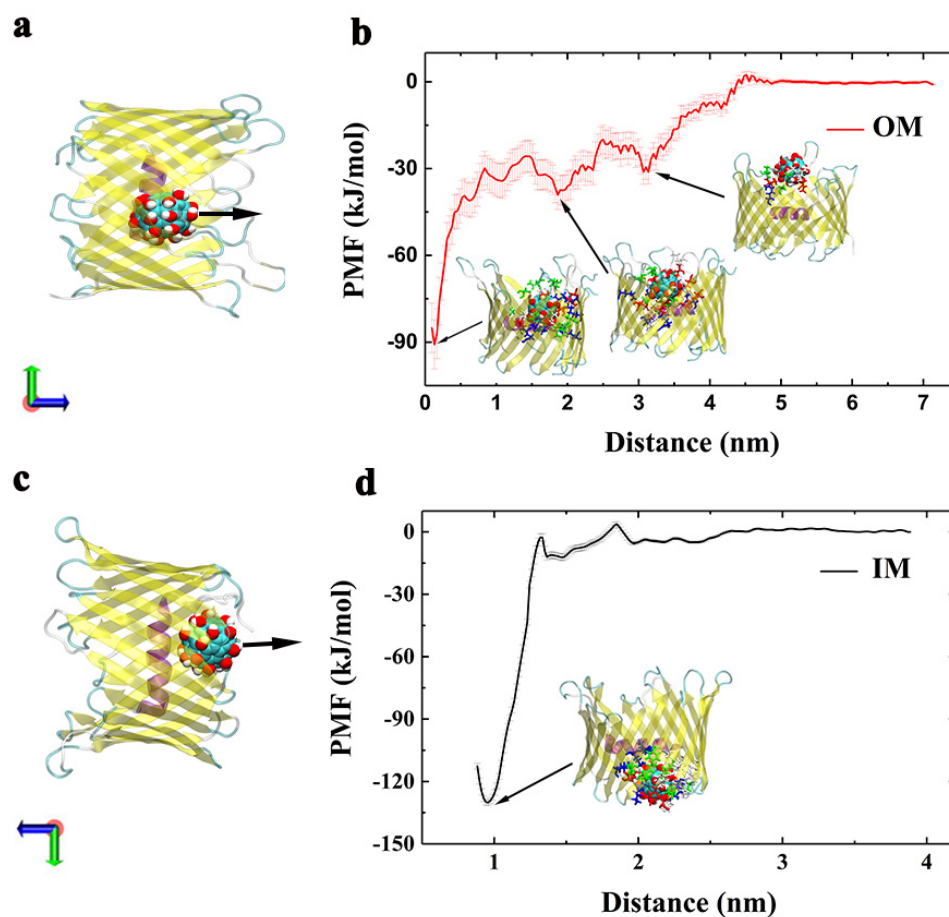 a
b
0
-30
-60
-90
PMF (kJ/mol)
OM
0 1 2 3 4 5 6 7
Distance (nm)
c
d
0
-30
-60
-90
-120
-150
PMF (kJ/mol)
IM
1 2 3 4
Distance (nm)